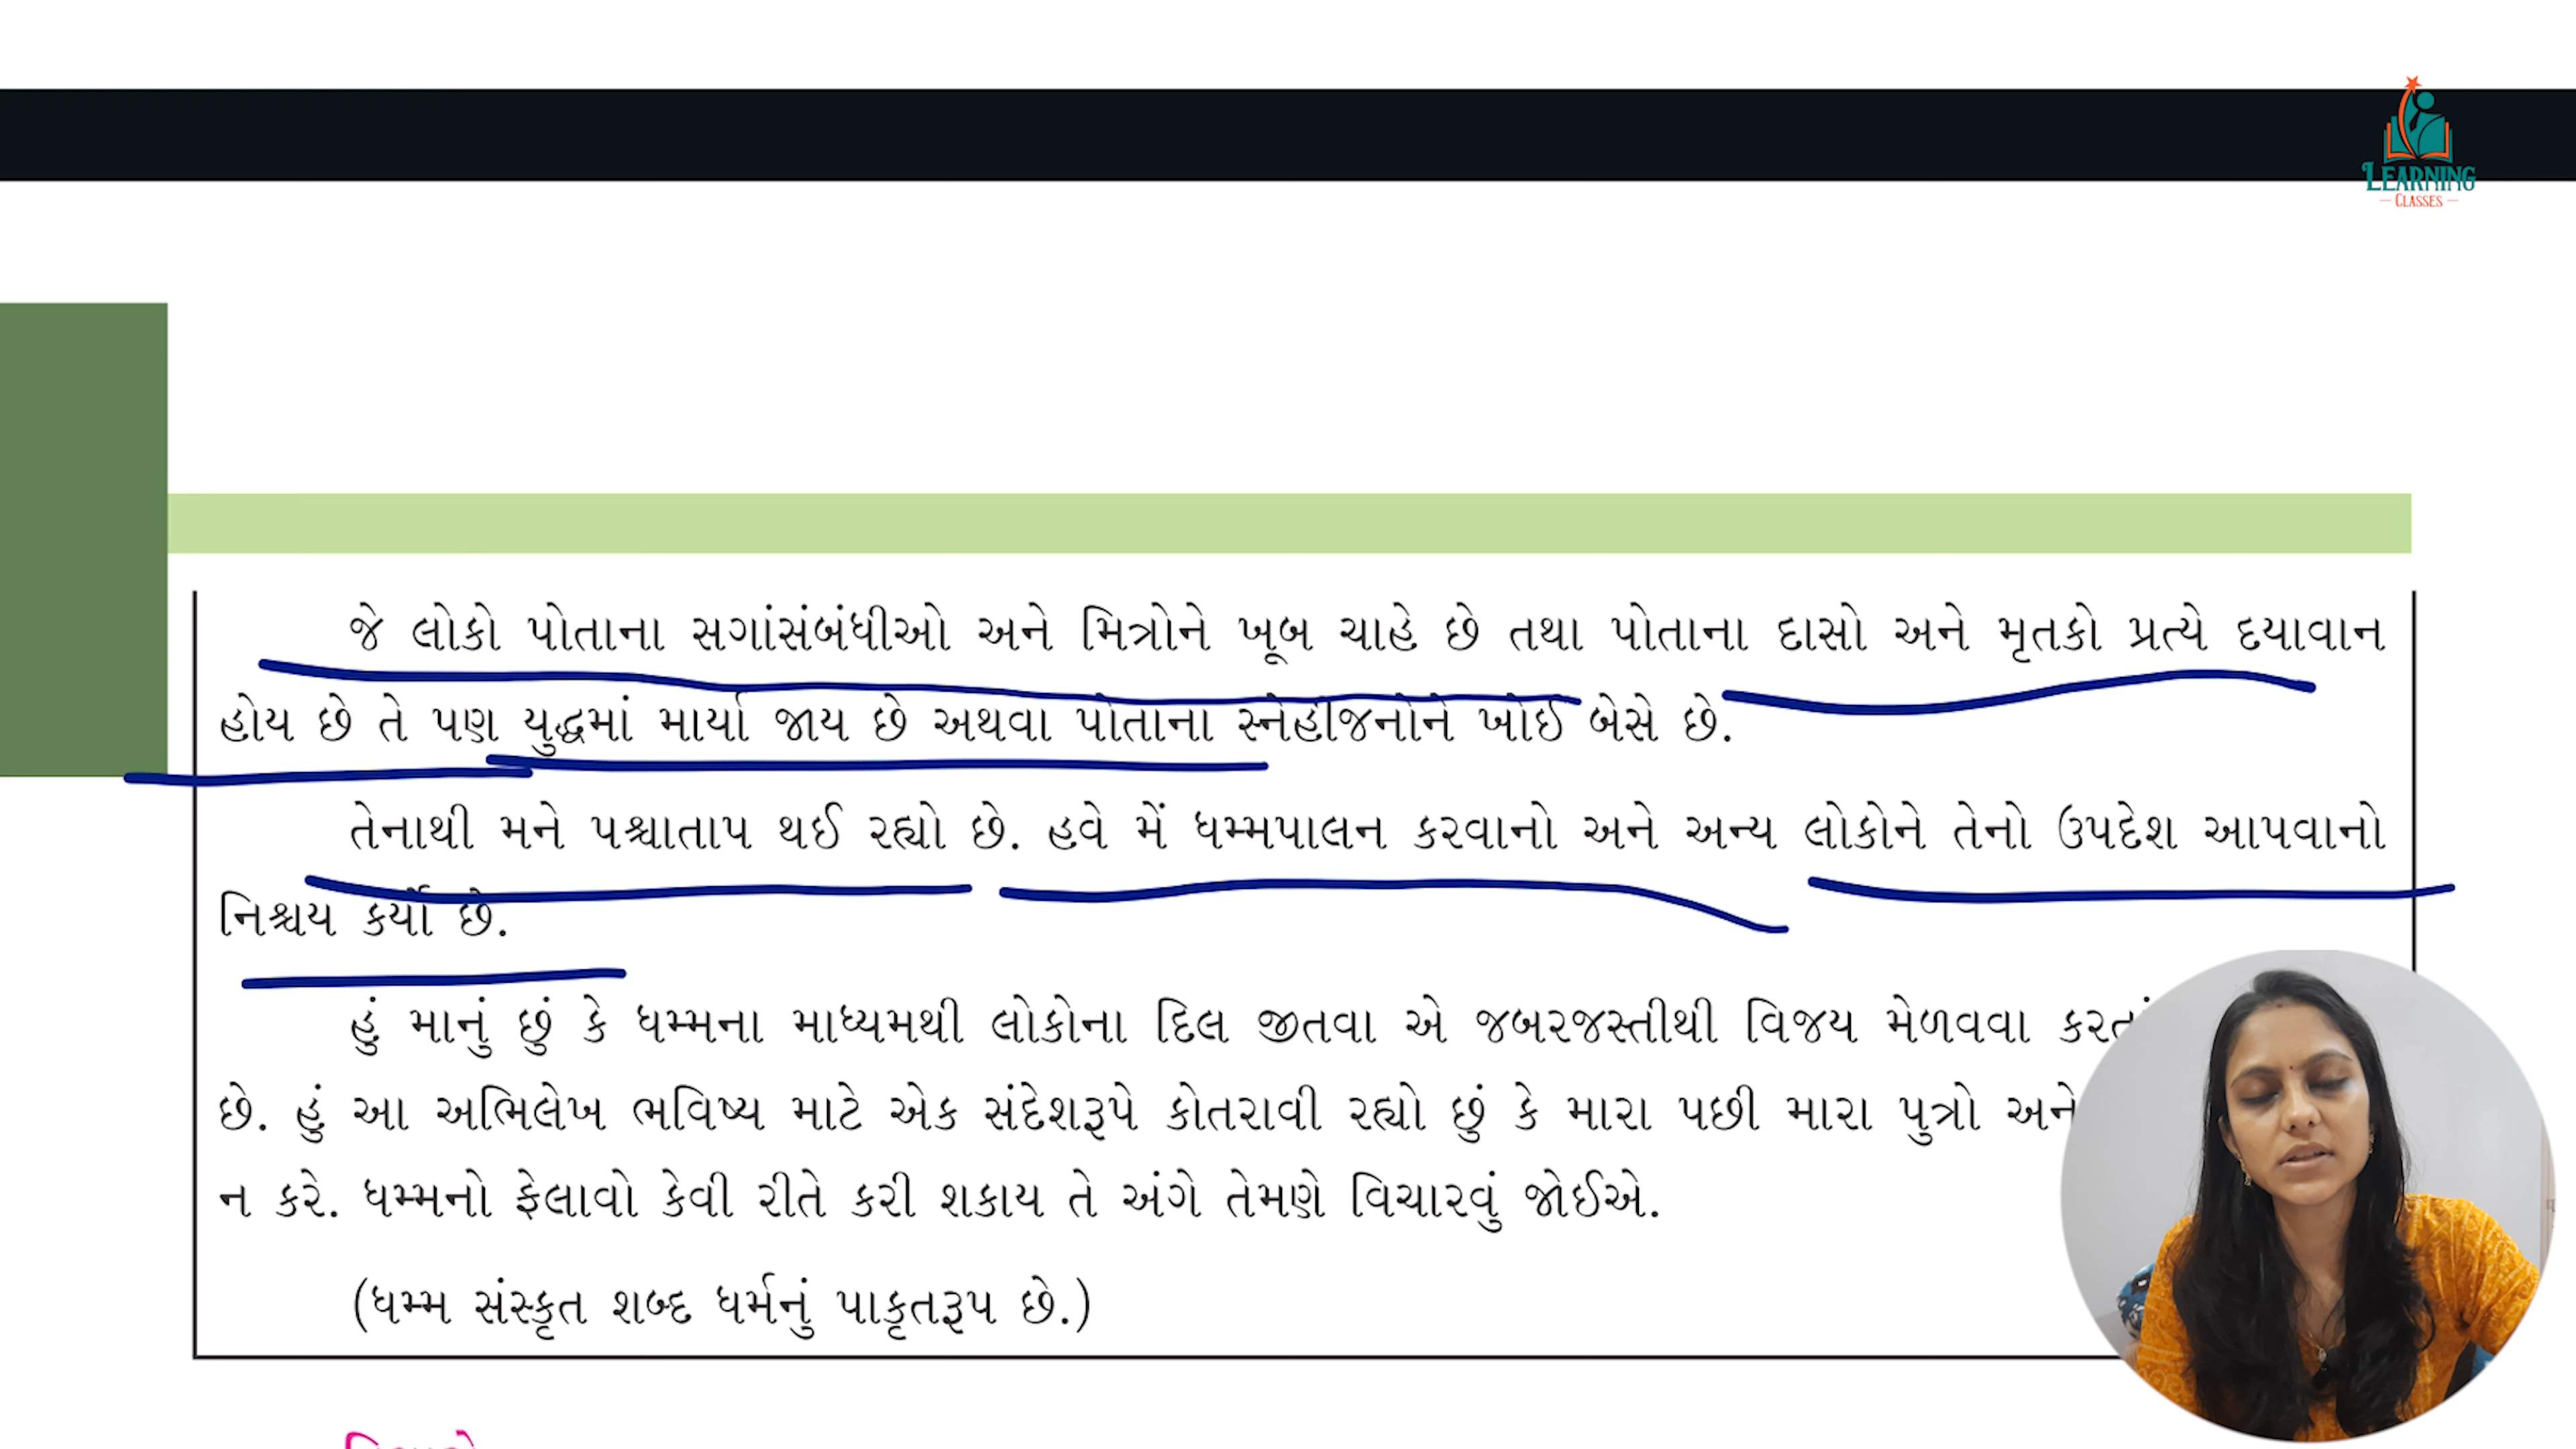 LEARNING
CLASSES
જે લોકો પોતાના સગાંસંબંધીઓ અને મિત્રોને ખૂબ ચાહે છે તથા પોતાના દાસો અને મૃતકો પ્રત્યે દયાવાન
હોય છે તે પણ યુદ્ધમાં માર્યા જાય છે અથવા પોતાના સ્નેહીજનોને ખોઈ બેસે છે.
તેનાથી મને પશ્ચાતાપ થઈ રહ્યો છે. હવે મેં ધમ્મપાલન કરવાનો અને અન્ય લોકોને તેનો ઉપદેશ આપવાનો
નિશ્ચય કર્યો છે.
હું માનું છું કે ધમ્મના માધ્યમથી લોકોના દિલ જીતવા એ જબરજસ્તીથી વિજય મેળવવા કરતાં
છે. હું આ અભિલેખ ભવિષ્ય માટે એક સંદેશરૂપે કોતરાવી રહ્યો છું કે મારા પછી મારા પુત્રો અને
ન કરે. ધમ્મનો ફેલાવો કેવી રીતે કરી શકાય તે અંગે તેમણે વિચારવું જોઈએ.
(ધમ્મ સંસ્કૃત શબ્દ ધર્મનું પાકૃતરૂપ છે.)